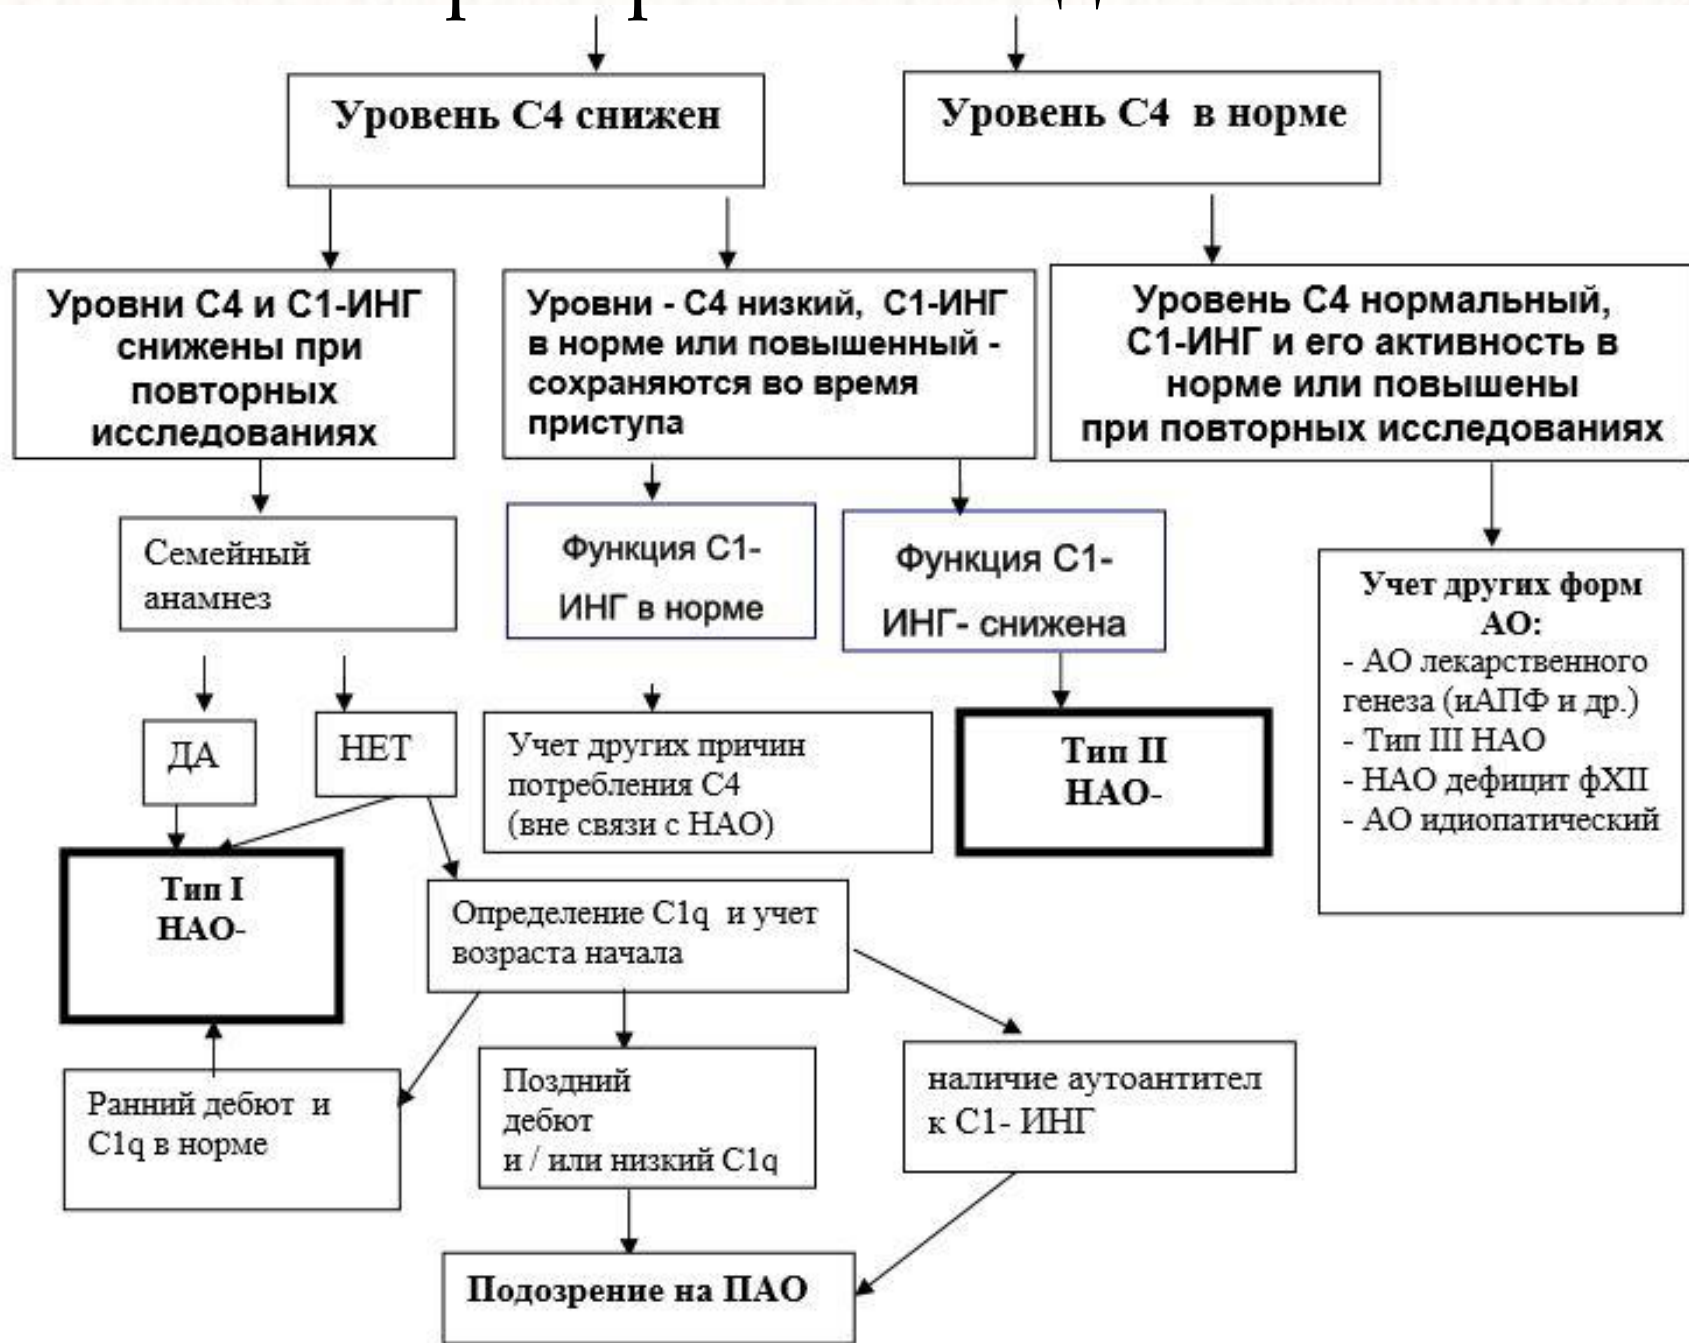 Уровень С4 снижен
Уровень С4 в норме
Уровни С4 и С1-ИНГ
снижены при
повторных
исследованиях
Уровни - С4 низкий, С1-ИНГ
в норме или повышенный -
сохраняются во время
приступа
Уровень С4 нормальный,
С1-ИНГ и его активность в
норме или повышены
при повторных исследованиях
Семейный
анамнез
Функция С1-
ИНГ в норме
Функция С1-
ИНГ- снижена
Учет других форм
АО:
- АО лекарственного
генеза (иАПФ и др.)
- Тип III НАО
- НАО дефицит фXII
- АО идиопатический
ДА
НЕТ
Учет других причин
потребления С4
(вне связи с НАО)
Тип II
НАО-
Тип I
НАО-
Определение C1q и учет
возраста начала
Ранний дебют и
C1q в норме
Поздний
дебют
и / или низкий C1q
наличие аутоантител
к С1- ИНГ
Подозрение на ПАО